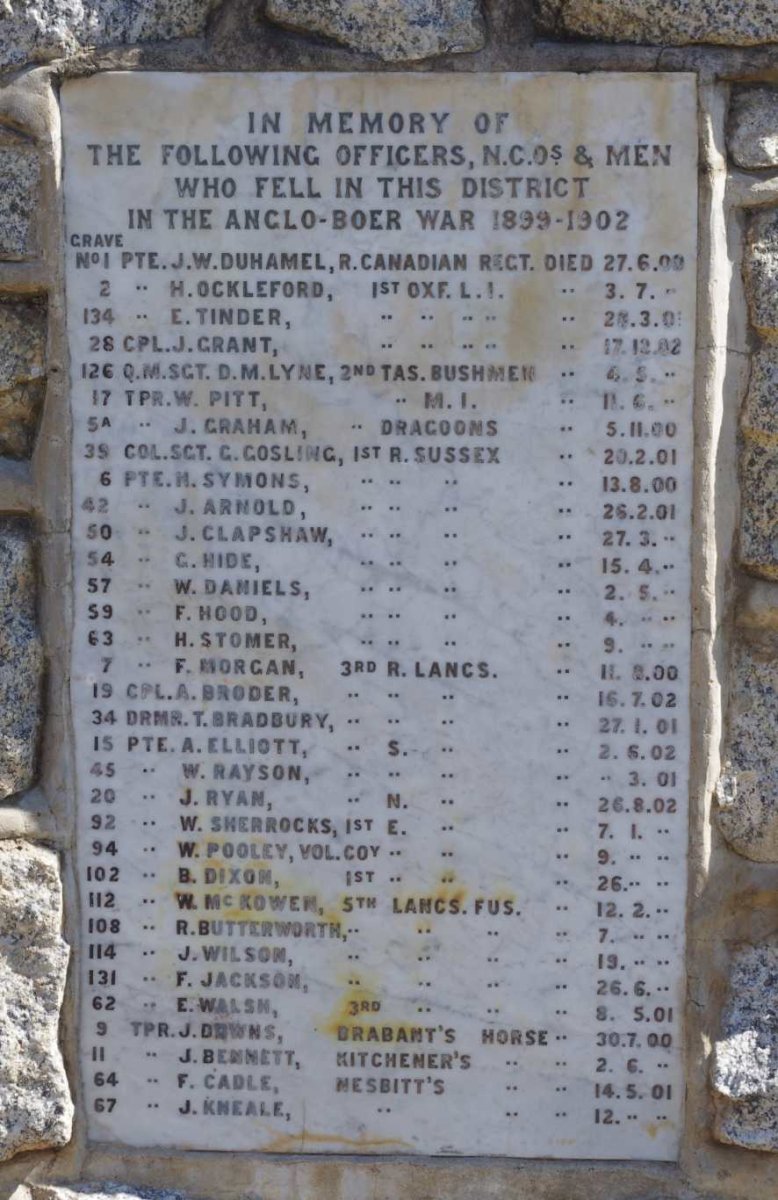 IN MEMORY OF
THE FOLLOWING OFFICERS, N.C.Os & MEN
WHO FELL IN THIS DISTRICT
IN THE ANGLO-BOER WAR 1899-1902
GRAVE
No1 PTE. J.W. DUHAMEL, R. CANADIAN REGT. DIED 27.6.00
2 " H. OCKLEFORD, 1ST OXF. L.I. " 3. 7. "
134 " E. TINDER, " " " " " 28.3.01
28 CPL. J. GRANT, " " " " " 17.12.02
126 Q.M. SGT. D.M. LYNE, 2ND TAS. BUSHMEN " 4. 5. "
17 TPR. W. PITT, " M.I. " 11. 6. "
5A " J. GRAHAM, " DRAGOONS " 5.11.00
39 COL. SGT. G. GOSLING, 1ST R. SUSSEX " 20.2.01
6 PTE. H. SYMONS, " " " " 13.8.00
42 " J. ARNOLD, " " " " 26.2.01
50 " J. CLAPSHAW, " " " " 27. 3. "
54 " G. HIDE, " " " " 15. 4. "
57 " W. DANIELS, " " " " 2. 5. "
59 " F. HOOD, " " " " 4. " "
63 " H. STOMER, " " " " 9. " "
7 " F. MORGAN, 3RD R. LANCS. " 11. 8.00
19 CPL. A. BRODER, " " " " 16.7.02
34 DRMR. T. BRADBURY, " " " " 27. 1. 01
15 PTE. A. ELLIOTT, " S. " " 2. 6.02
45 " W. RAYSON, " " " " " 3. 01
20 " J. RYAN, " N. " " 26.8.02
92 " W. SHERROCKS, 1ST E. " " 7. 1. "
94 " W. POOLEY, VOL. COY " " " " 9. " "
102 " B. DIXON, 1ST " " " 26. " "
112 " W. McKOWEN, 5TH LANCS. FUS. " 12. 2. "
108 " R. BUTTERWORTH, " " " " 7. " "
114 " J. WILSON, " " " " 19. " "
131 " F. JACKSON, " " " " 26. 6. "
62 " E. WALSH, 3RD " " " 8. 5.01
9 TPR. J. DOWNS, BRABANT'S HORSE " 30.7.00
11 " J. BENNETT, KITCHENER'S " " 2. 6. "
64 " F. CADLE, NESBITT'S " " 14. 5. 01
67 " J. KNEALE, " " " 12. " "